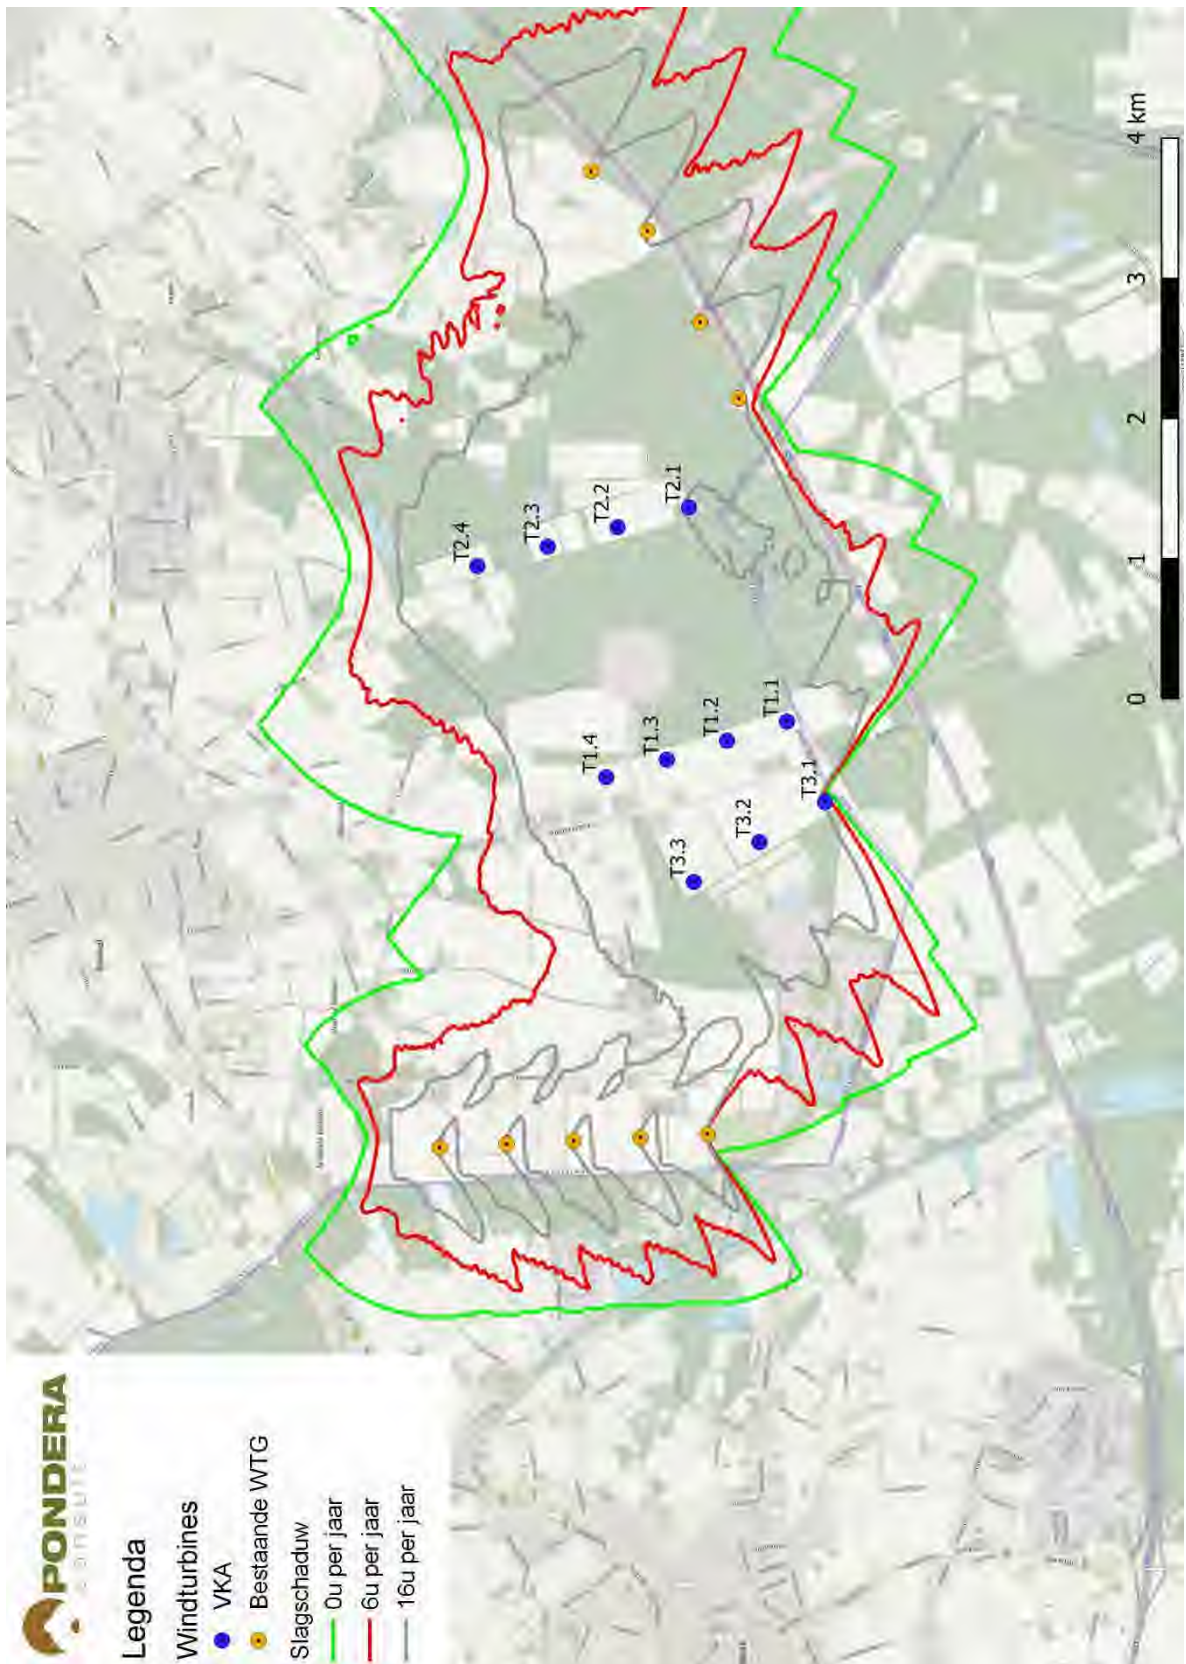 PONDERA
consult
Legenda
Windturbines
VKA
Bestaande WTG
Slagschaduw
0u per jaar
6u per jaar
16u per jaar
T2.4
T2.3
T2.2
T2.1
T1.4
T1.3
T1.2
T1.1
T3.3
T3.2
T3.1
0 1 2 3 4 km